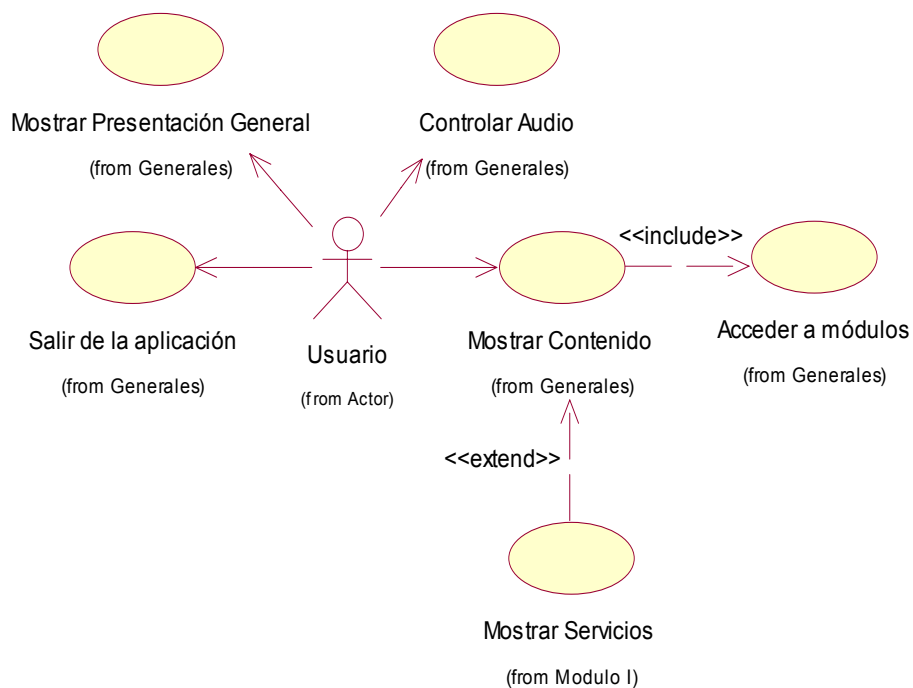 Mostrar Presentación General
(from Generales)
Controlar Audio
(from Generales)
<<include>>
Salir de la aplicación
(from Generales)
Usuario
(from Actor)
Mostrar Contenido
(from Generales)
Acceder a módulos
(from Generales)
<<extend>>
Mostrar Servicios
(from Modulo I)